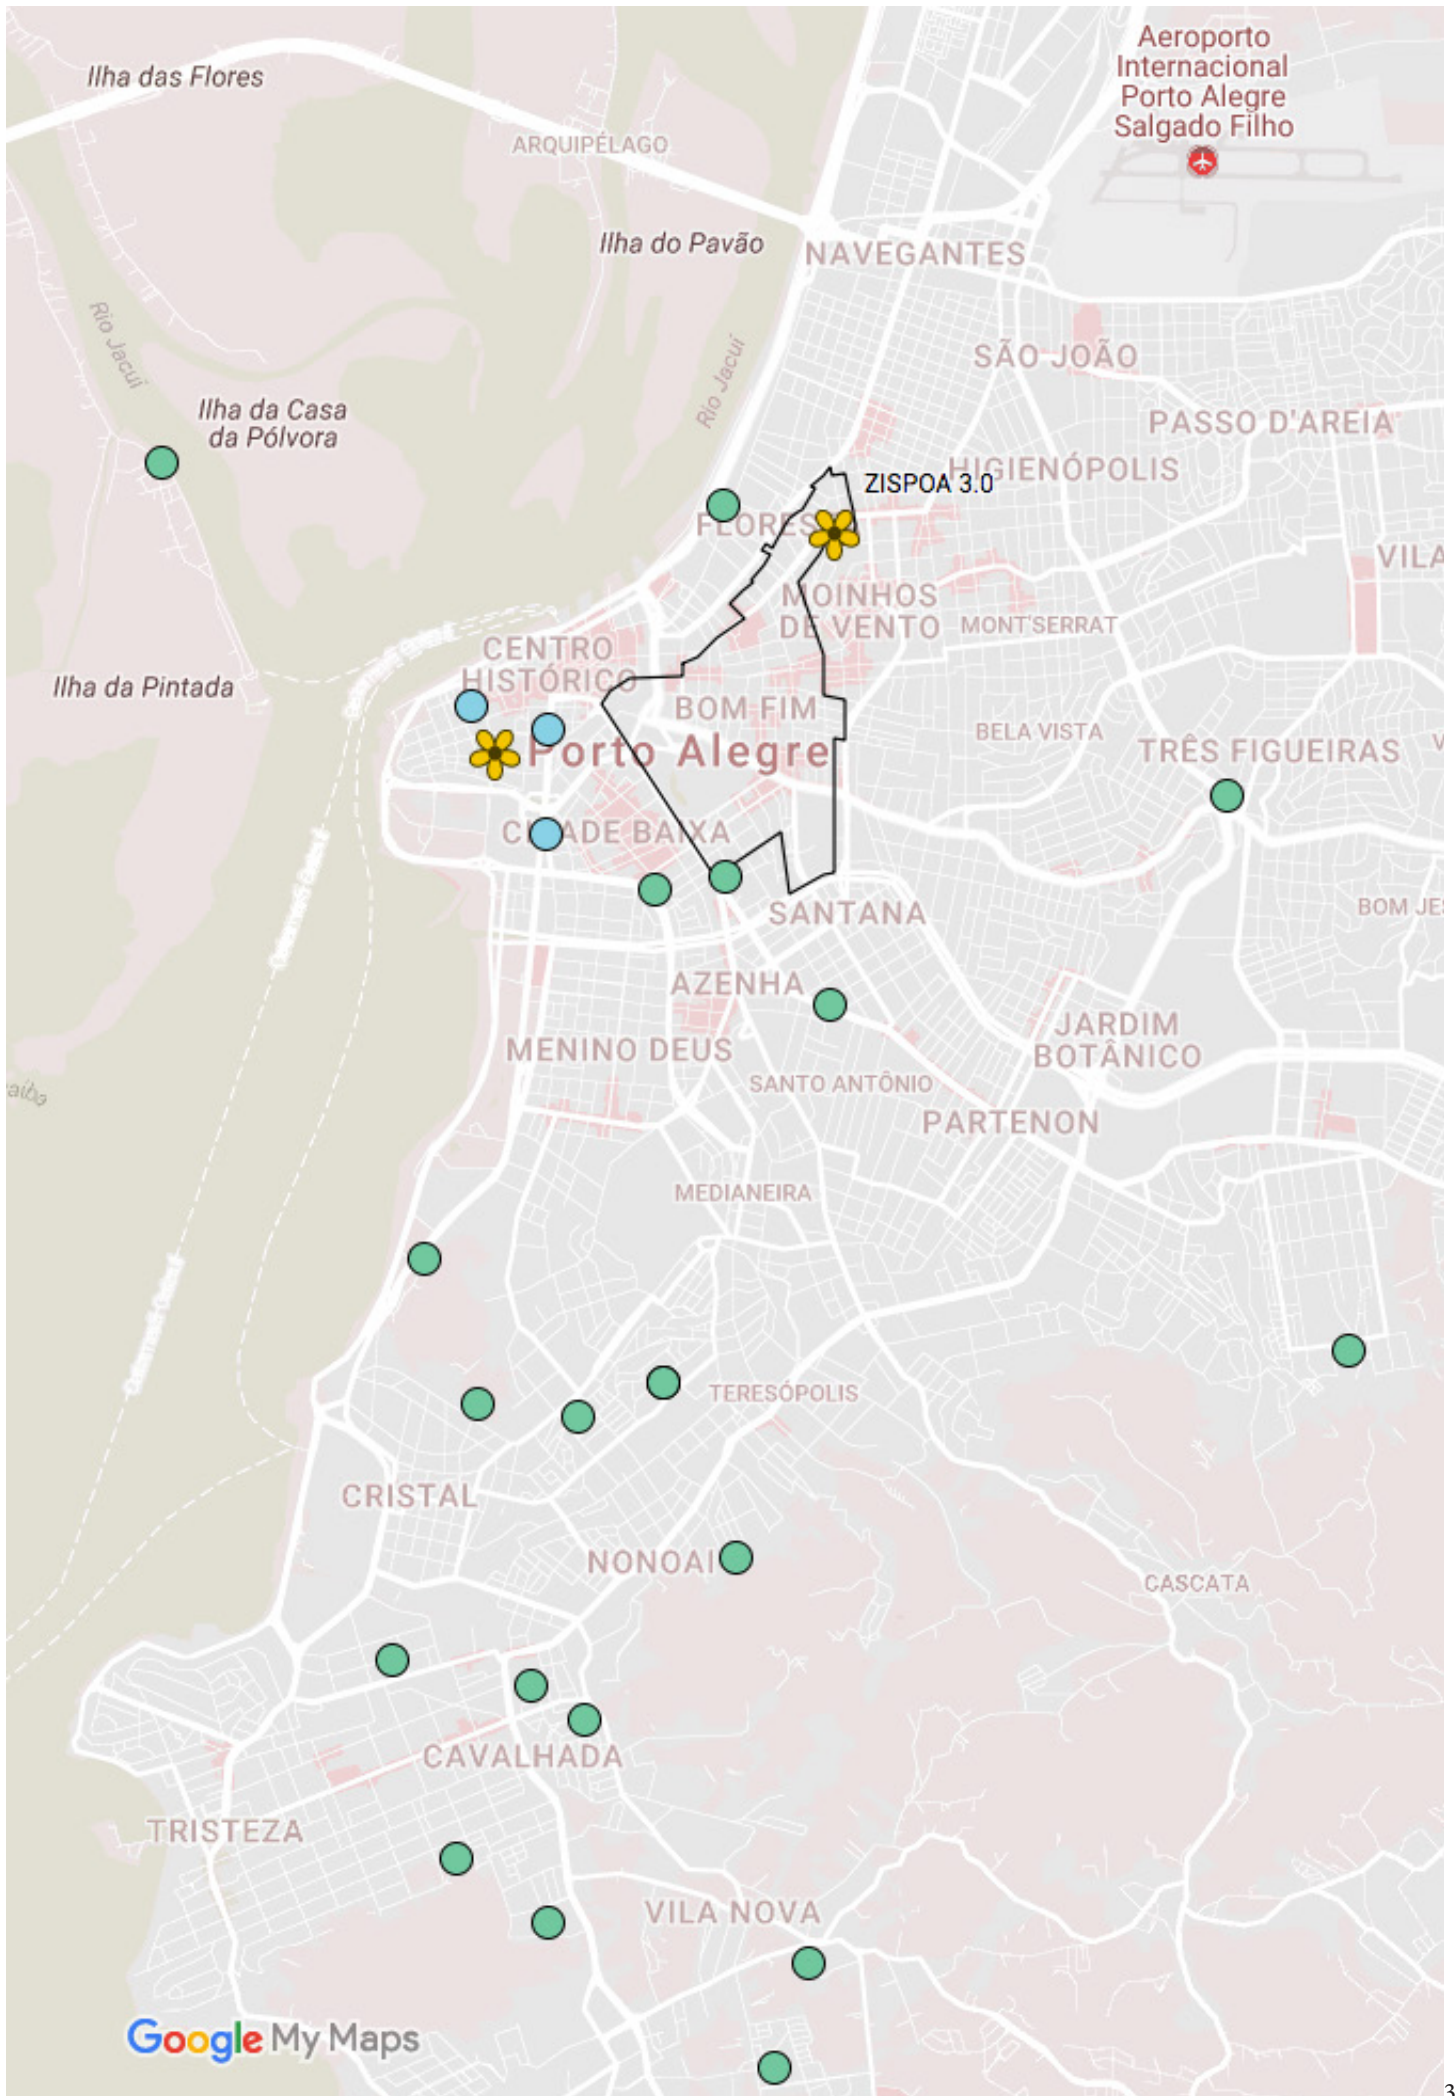 Aeroporto
Internacional
Porto Alegre
Salgado Filho
Ilha das Flores
ARQUIPÉLAGO
Ilha do Pavão
NAVEGANTES
Rio Jacuí
Rio Jacuí
SÃO JOÃO
Ilha da Casa
da Pólvora
PASSO D'AREIA
HIGIENÓPOLIS
ZISPOA 3.0
FLORES
VILA
MOINHOS
DE VENTO
MONT'SERRAT
CENTRO
HISTÓRICO
Ilha da Pintada
BOM FIM
BELA VISTA
Porto Alegre
TRÊS FIGUEIRAS
V
CIDADE BAIXA
BOM JES
SANTANA
AZENHA
JARDIM
BOTÂNICO
MENINO DEUS
SANTO ANTÔNIO
aíba
PARTENON
MEDIANEIRA
TERESÓPOLIS
CRISTAL
NONOAI
CASCATA
CAVALHADA
TRISTEZA
VILA NOVA
Google My Maps
3